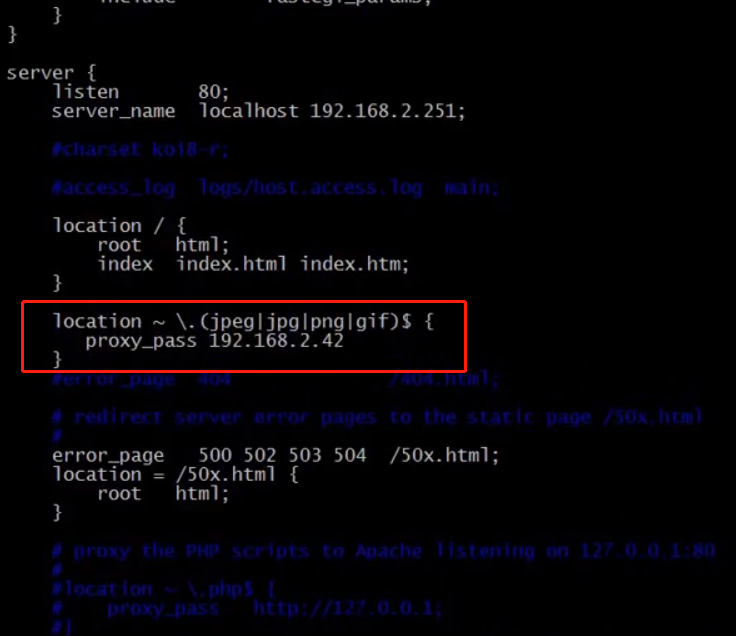 }
}
server {
listen 80;
server_name localhost 192.168.2.251;
#charset koi8-r;
#access_log logs/host.access.log main;
location / {
root html;
index index.html index.htm;
}
location ~ \.(jpeg|jpg|png|gif)$ {
proxy_pass 192.168.2.42
}
#error_page 404 /404.html;
# redirect server error pages to the static page /50x.html
#
error_page 500 502 503 504 /50x.html;
location = /50x.html {
root html;
}
# proxy the PHP scripts to Apache listening on 127.0.0.1:80
#
#location ~ \.php$ {
# proxy_pass http://127.0.0.1;
#}